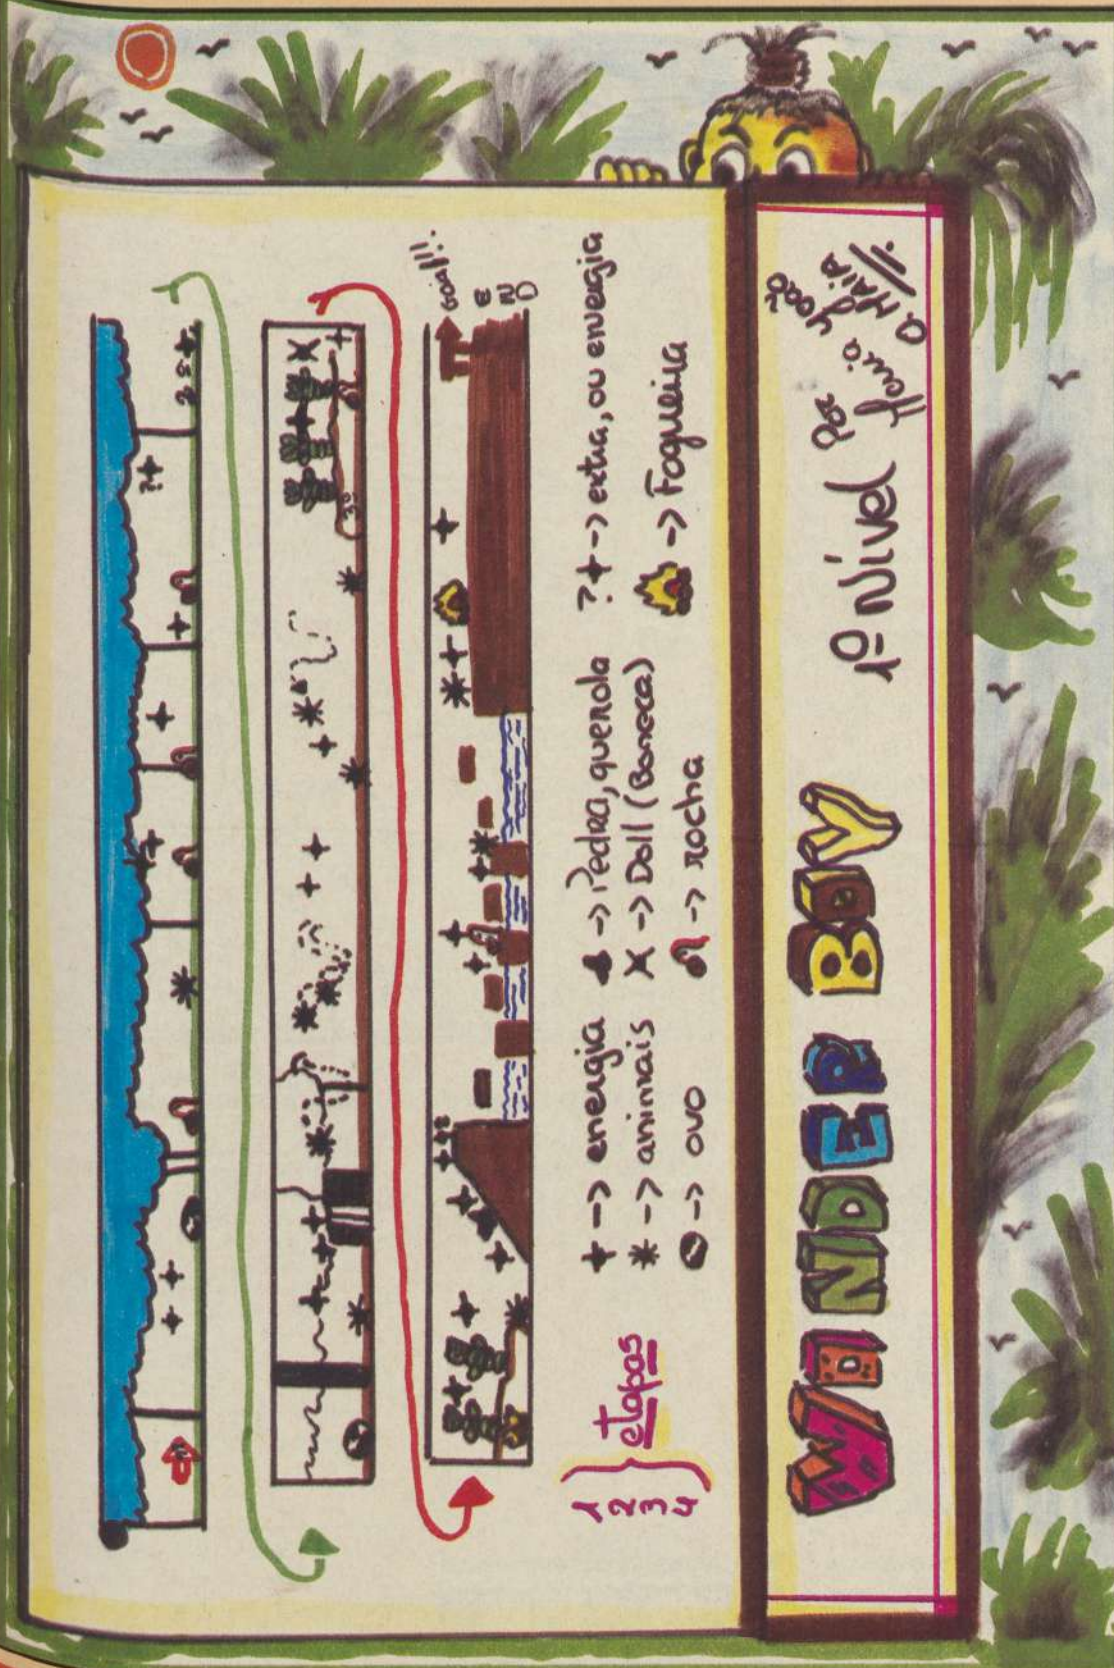 Goal!!!
E
N
D
1
2
3
4
etapas
+ -> energia -> Pedra, querola ?+ -> extra, ou energia
* -> animais X -> Doll (Boneca) -> Fogueira
-> ovo -> rocha
WONDER BOY 1º Nível Por
João
MAIA